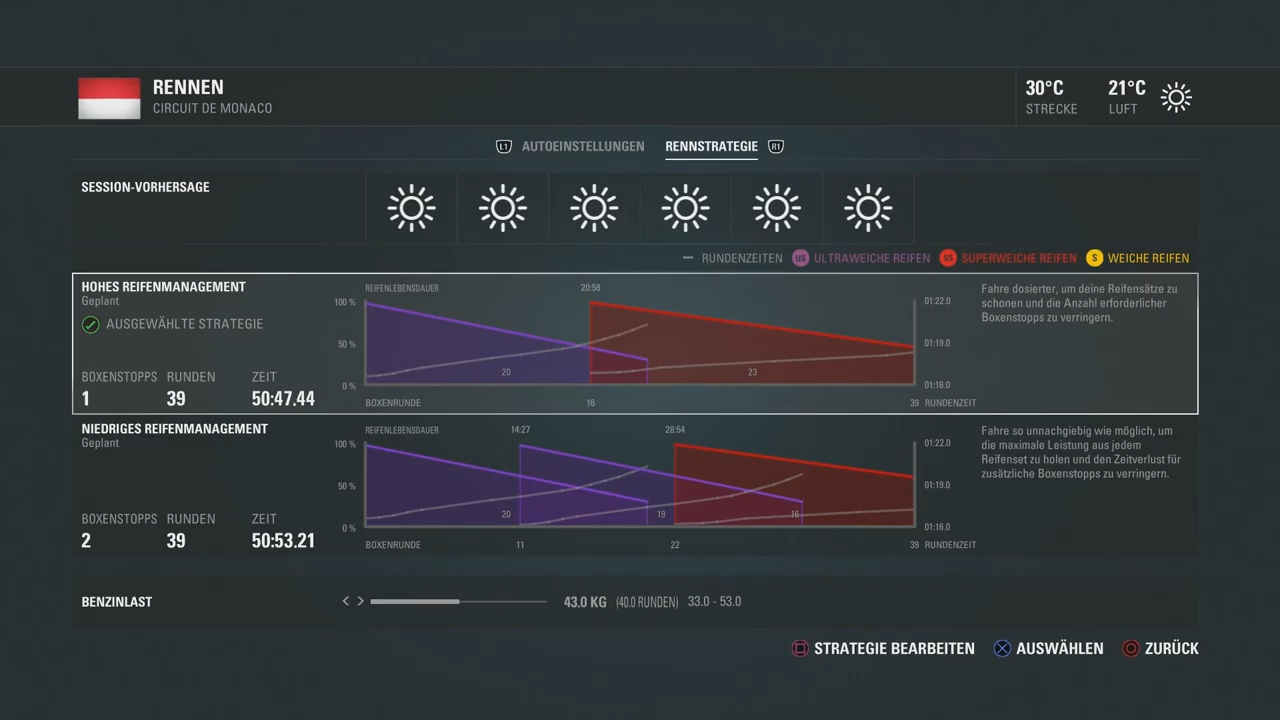 RENNEN
CIRCUIT DE MONACO
30°C
STRECKE
21°C
LUFT
L1 AUTOEINSTELLUNGEN RENNSTRATEGIE R1
SESSION-VORHERSAGE
RUNDENZEITEN US ULTRAWEICHE REIFEN SS SUPERWEICHE REIFEN S WEICHE REIFEN
HOHES REIFENMANAGEMENT
Geplant
AUSGEWÄHLTE STRATEGIE
BOXENSTOPPS RUNDEN ZEIT
1 39 50:47.44
REIFENLEBENSDAUER 20:58
100 % 01:22.0
50 % 01:19.0
20 23
0 % 01:16.0
BOXENRUNDE 16 39 RUNDENZEIT
Fahre dosierter, um deine Reifensätze zu
schonen und die Anzahl erforderlicher
Boxenstopps zu verringern.
NIEDRIGES REIFENMANAGEMENT
Geplant
BOXENSTOPPS RUNDEN ZEIT
2 39 50:53.21
REIFENLEBENSDAUER 14:27 28:54
100 % 01:22.0
50 % 01:19.0
20 19 16
0 % 01:16.0
BOXENRUNDE 11 22 39 RUNDENZEIT
Fahre so unnachgiebig wie möglich, um
die maximale Leistung aus jedem
Reifenset zu holen und den Zeitverlust für
zusätzliche Boxenstopps zu verringern.
BENZINLAST 43.0 KG (40.0 RUNDEN) 33.0 - 53.0
STRATEGIE BEARBEITEN AUSWÄHLEN ZURÜCK